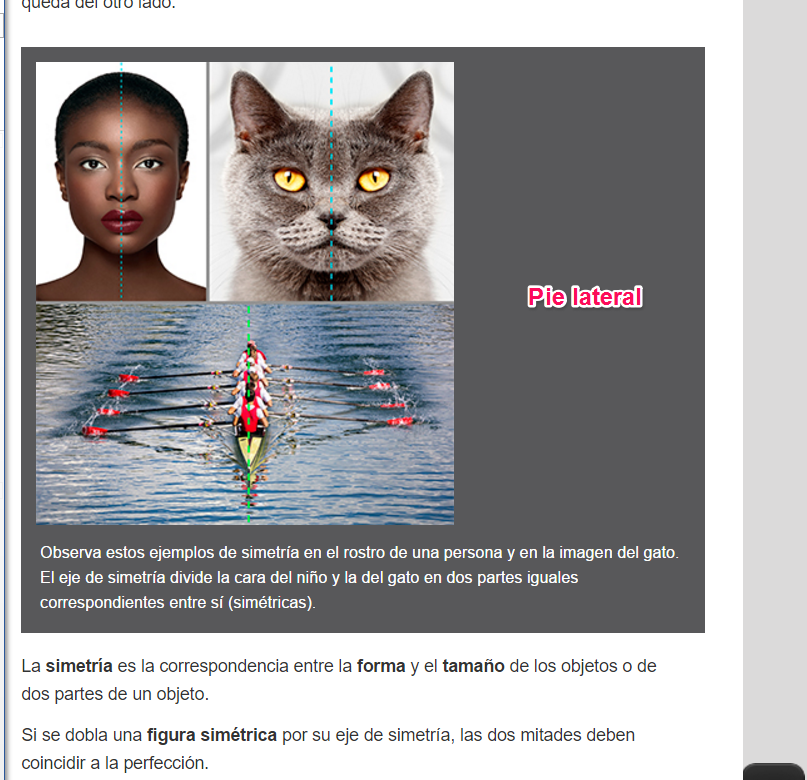 queda del otro lado.
Pie lateral
Observa estos ejemplos de simetría en el rostro de una persona y en la imagen del gato.
El eje de simetría divide la cara del niño y la del gato en dos partes iguales
correspondientes entre sí (simétricas).
La simetría es la correspondencia entre la forma y el tamaño de los objetos o de
dos partes de un objeto.
Si se dobla una figura simétrica por su eje de simetría, las dos mitades deben
coincidir a la perfección.